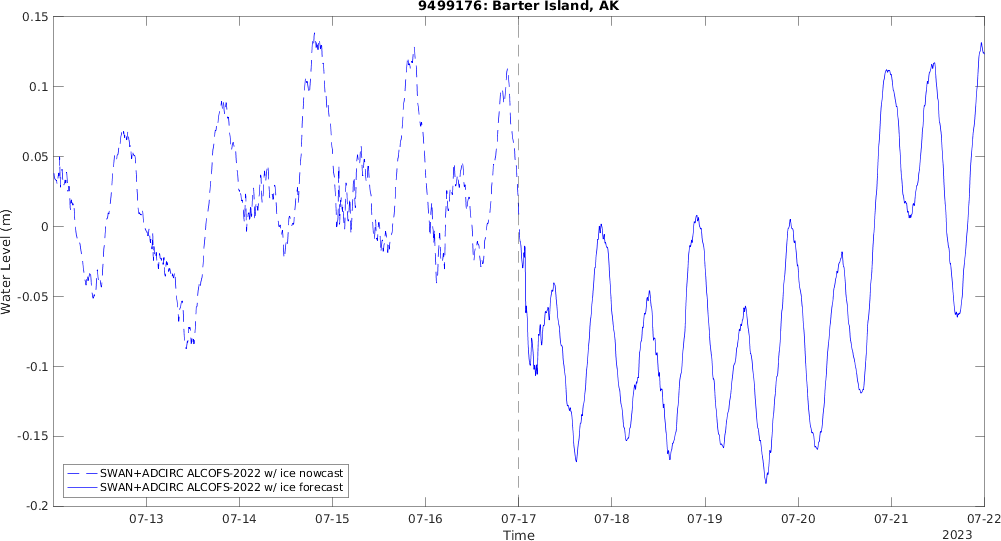 9499176: Barter Island, AK
0.15
0.1
0.05
0
-0.05
-0.1
-0.15
-0.2
Water Level (m)
SWAN+ADCIRC ALCOFS-2022 w/ ice nowcast
SWAN+ADCIRC ALCOFS-2022 w/ ice forecast
07-13 07-14 07-15 07-16 07-17 07-18 07-19 07-20 07-21 07-22
Time
2023